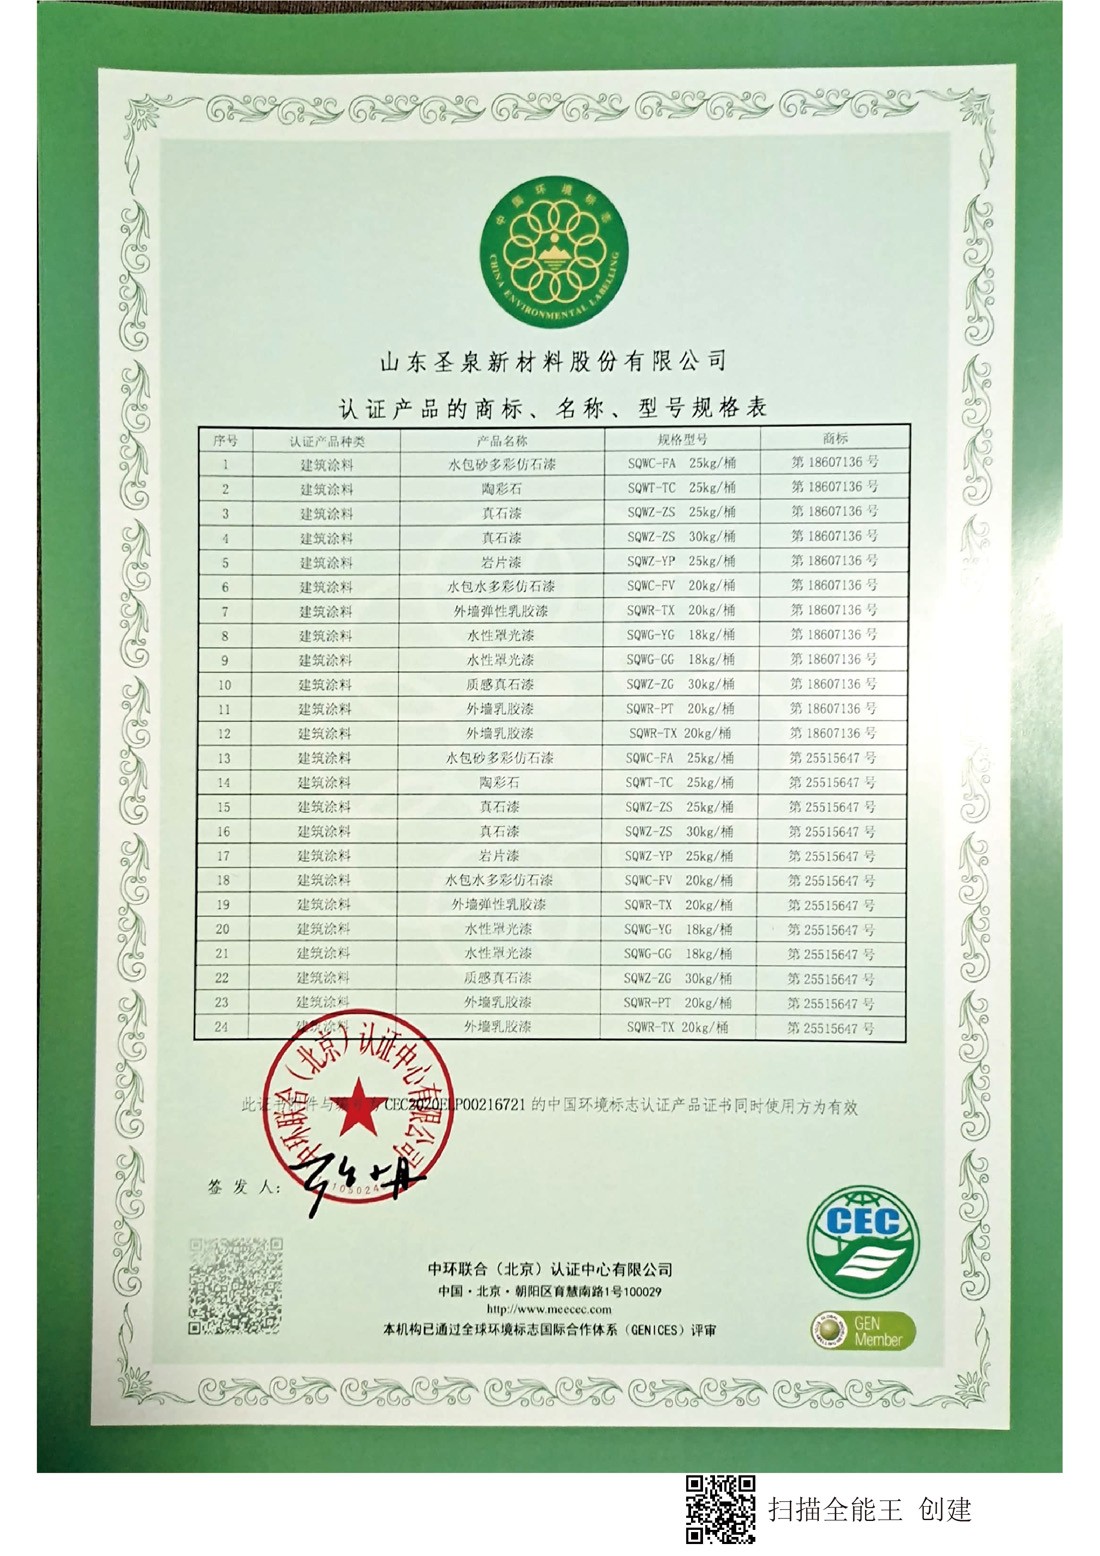 中国环境标志
CHINA ENVIRONMENTAL LABELLING
山东圣泉新材料股份有限公司
认证产品的商标、名称、型号规格表
序号 认证产品种类 产品名称 规格型号 商标
1 建筑涂料 水包砂多彩仿石漆 SQWC-FA 25kg/桶 第 18607136 号
2 建筑涂料 陶彩石 SQWT-TC 25kg/桶 第 18607136 号
3 建筑涂料 真石漆 SQWZ-ZS 25kg/桶 第 18607136 号
4 建筑涂料 真石漆 SQWZ-ZS 30kg/桶 第 18607136 号
5 建筑涂料 岩片漆 SQWZ-YP 25kg/桶 第 18607136 号
6 建筑涂料 水包水多彩仿石漆 SQWC-FV 20kg/桶 第 18607136 号
7 建筑涂料 外墙弹性乳胶漆 SQWR-TX 20kg/桶 第 18607136 号
8 建筑涂料 水性罩光漆 SQWG-YG 18kg/桶 第 18607136 号
9 建筑涂料 水性罩光漆 SQWG-GG 18kg/桶 第 18607136 号
10 建筑涂料 质感真石漆 SQWZ-ZG 30kg/桶 第 18607136 号
11 建筑涂料 外墙乳胶漆 SQWR-PT 20kg/桶 第 18607136 号
12 建筑涂料 外墙乳胶漆 SQWR-TX 20kg/桶 第 18607136 号
13 建筑涂料 水包砂多彩仿石漆 SQWC-FA 25kg/桶 第 25515647 号
14 建筑涂料 陶彩石 SQWT-TC 25kg/桶 第 25515647 号
15 建筑涂料 真石漆 SQWZ-ZS 25kg/桶 第 25515647 号
16 建筑涂料 真石漆 SQWZ-ZS 30kg/桶 第 25515647 号
17 建筑涂料 岩片漆 SQWZ-YP 25kg/桶 第 25515647 号
18 建筑涂料 水包水多彩仿石漆 SQWC-FV 20kg/桶 第 25515647 号
19 建筑涂料 外墙弹性乳胶漆 SQWR-TX 20kg/桶 第 25515647 号
20 建筑涂料 水性罩光漆 SQWG-YG 18kg/桶 第 25515647 号
21 建筑涂料 水性罩光漆 SQWG-GG 18kg/桶 第 25515647 号
22 建筑涂料 质感真石漆 SQWZ-ZG 30kg/桶 第 25515647 号
23 建筑涂料 外墙乳胶漆 SQWR-PT 20kg/桶 第 25515647 号
24 建筑涂料 外墙乳胶漆 SQWR-TX 20kg/桶 第 25515647 号
中环联合（北京）认证中心有限公司
此证书附件与编号为 CEC2020ELP00216721 的中国环境标志认证产品证书同时使用方为有效
签 发 人：
CEC
中环联合（北京）认证中心有限公司
中国·北京·朝阳区育慧南路1号100029
http://www.meecec.com
本机构已通过全球环境标志国际合作体系（GENICES）评审
GEN
Member
扫描全能王 创建